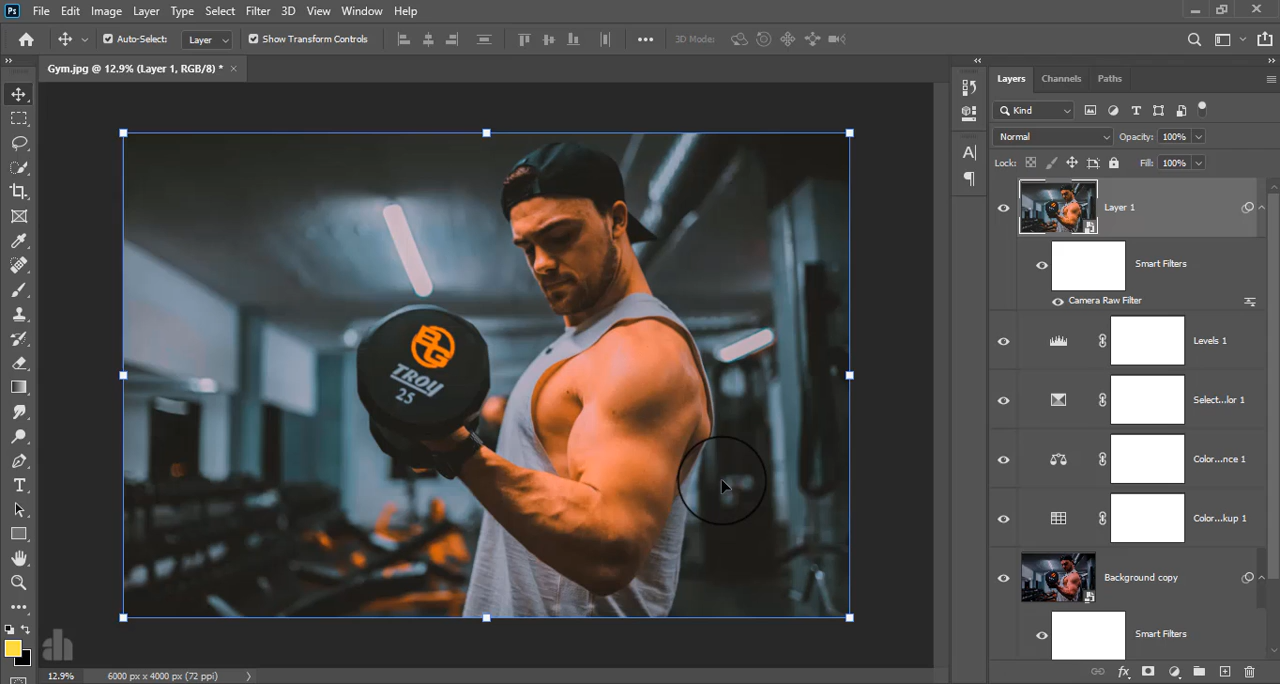 Ps File Edit Image Layer Type Select Filter 3D View Window Help
Auto-Select: Layer Show Transform Controls 3D Mode:
Gym.jpg @ 12.9% (Layer 1, RGB/8) *
Layers Channels Paths
Kind
Normal Opacity: 100%
Lock: Fill: 100%
Layer 1
Smart Filters
Camera Raw Filter
Levels 1
Select...lor 1
Color...nce 1
Color...kup 1
Background copy
Smart Filters
BG
TROY
25
12.9% 6000 px x 4000 px (72 ppi)